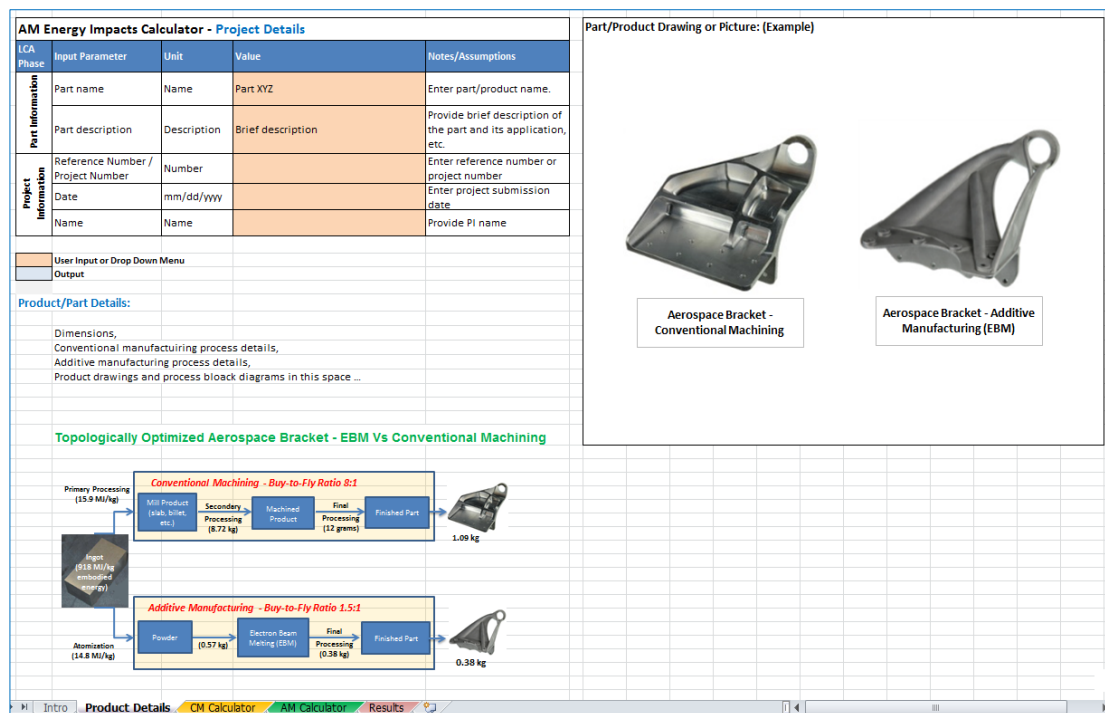 AM Energy Impacts Calculator - Project Details
LCA Phase
Input Parameter
Unit
Value
Notes/Assumptions
Part Information
Part name
Name
Part XYZ
Enter part/product name.
Part description
Description
Brief description
Provide brief description of
the part and its application,
etc.
Project Information
Reference Number /
Project Number
Number
Enter reference number or
project number
Date
mm/dd/yyyy
Enter project submission
date
Name
Name
Provide PI name
User Input or Drop Down Menu
Output
Product/Part Details:
Dimensions,
Conventional manufactuiring process details,
Additive manufacturing process details,
Product drawings and process bloack diagrams in this space ...
Part/Product Drawing or Picture: (Example)
Aerospace Bracket -
Conventional Machining
Aerospace Bracket - Additive
Manufacturing (EBM)
Topologically Optimized Aerospace Bracket - EBM Vs Conventional Machining
Primary Processing
(15.9 MJ/kg)
Conventional Machining - Buy-to-Fly Ratio 8:1
Mill Product
(slab, billet,
etc.)
Secondary
Processing
(8.72 kg)
Machined
Product
Final
Processing
(12 grams)
Finished Part
1.09 kg
Ingot
(918 MJ/kg
embodied
energy)
Additive Manufacturing - Buy-to-Fly Ratio 1.5:1
Atomization
(14.8 MJ/kg)
Powder
(0.57 kg)
Electron Beam
Melting (EBM)
Final
Processing
(0.38 kg)
Finished Part
0.38 kg
Intro
Product Details
CM Calculator
AM Calculator
Results